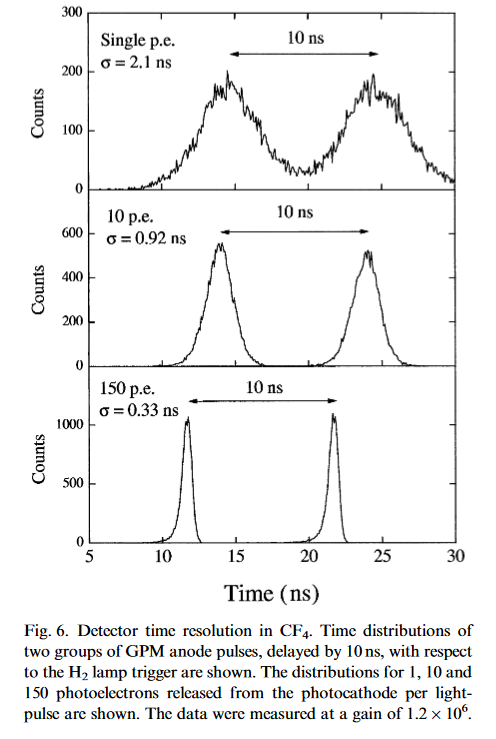 300
Single p.e.
10 ns
σ = 2.1 ns
200
Counts
100
0
10 p.e.
10 ns
σ = 0.92 ns
600
Counts
400
200
0
150 p.e.
10 ns
σ = 0.33 ns
1000
Counts
500
0
5 10 15 20 25 30
Time (ns)
Fig. 6. Detector time resolution in CF₄. Time distributions of
two groups of GPM anode pulses, delayed by 10 ns, with respect
to the H₂ lamp trigger are shown. The distributions for 1, 10 and
150 photoelectrons released from the photocathode per light-
pulse are shown. The data were measured at a gain of 1.2 × 10⁶.